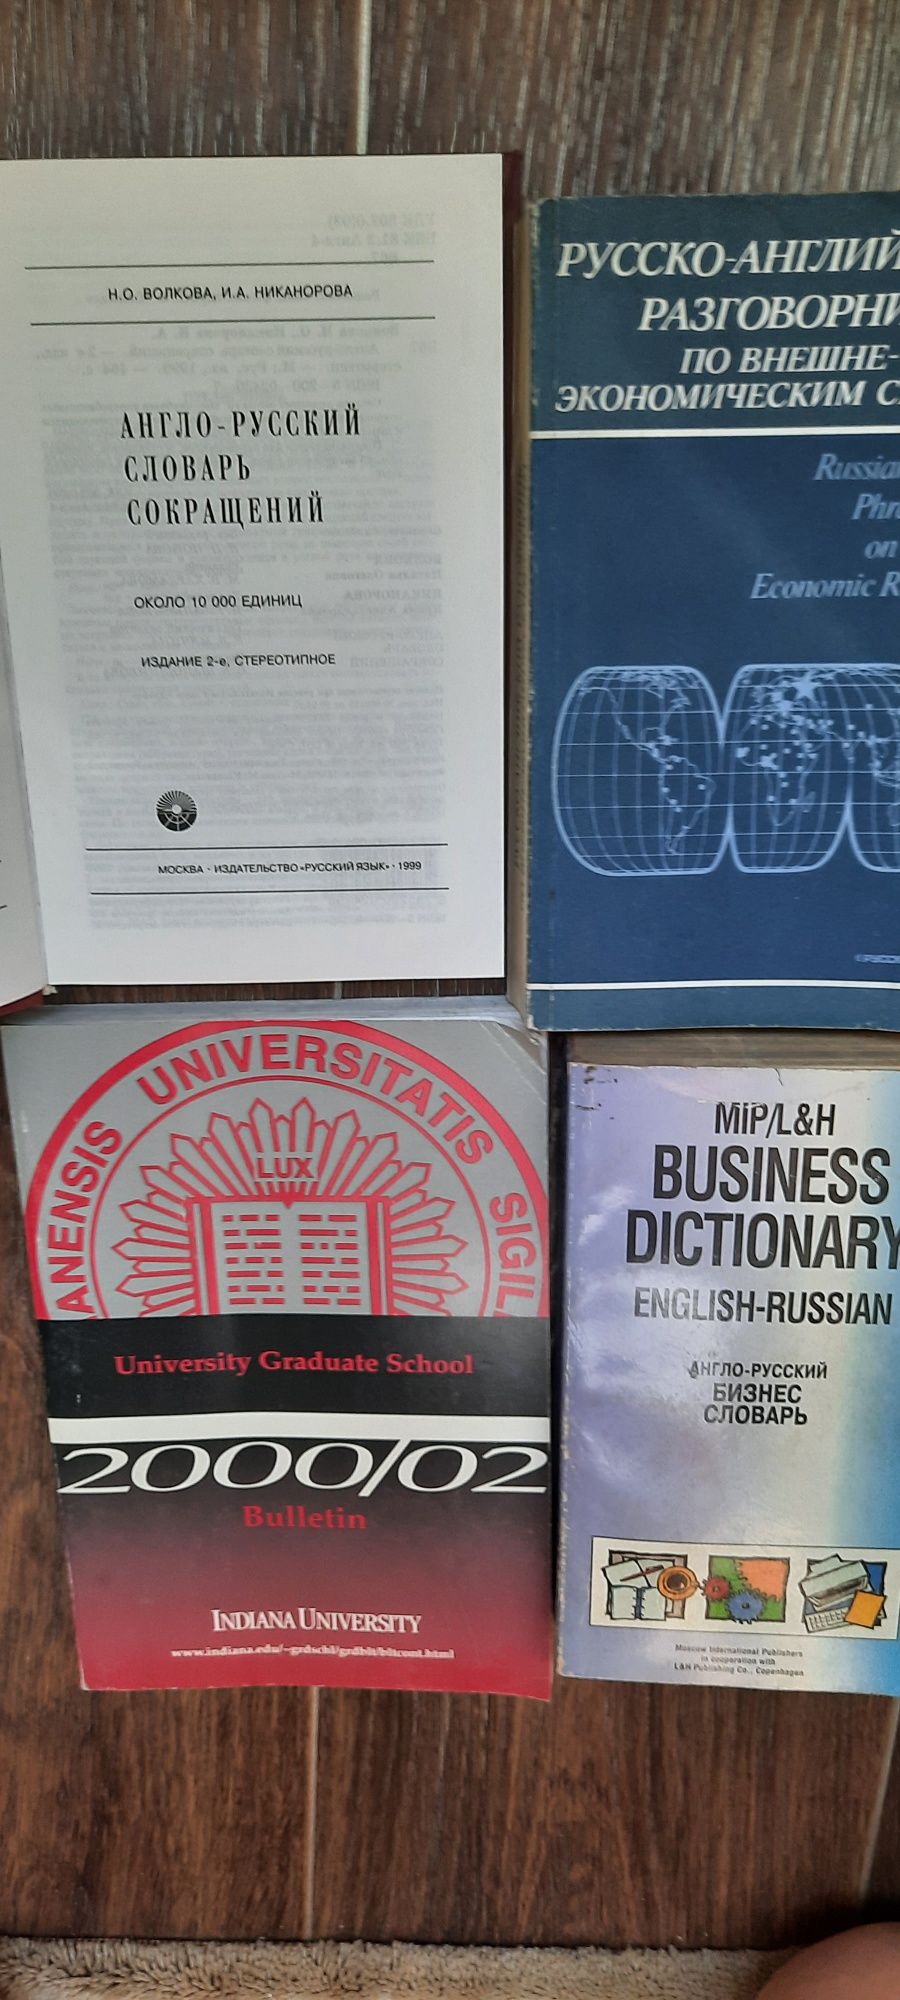 Н.О. ВОЛКОВА, И.А. НИКАНОРОВА
АНГЛО-РУССКИЙ
СЛОВАРЬ
СОКРАЩЕНИЙ
ОКОЛО 10 000 ЕДИНИЦ
ИЗДАНИЕ 2-е, СТЕРЕОТИПНОЕ
МОСКВА · ИЗДАТЕЛЬСТВО «РУССКИЙ ЯЗЫК» · 1999
РУССКО-АНГЛИЙ
РАЗГОВОРНИ
ПО ВНЕШНЕ-
ЭКОНОМИЧЕСКИМ С
Russia
Phr
on
Economic R
ANENSIS UNIVERSITATIS SIGIL
LUX
University Graduate School
2000/02
Bulletin
INDIANA UNIVERSITY
www.indiana.edu/~grdschl/grdblt/bltcont.html
MIP/L&H
BUSINESS
DICTIONARY
ENGLISH-RUSSIAN
АНГЛО-РУССКИЙ
БИЗНЕС
СЛОВАРЬ
Moscow International Publishers
in cooperation with
L&H Publishing Co., Copenhagen